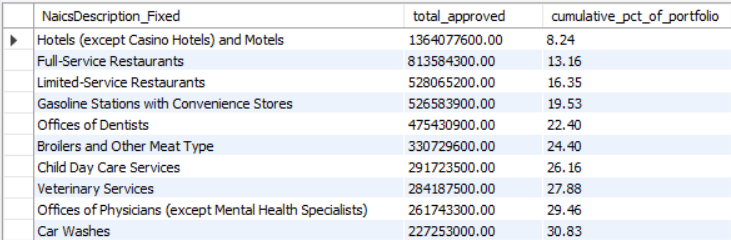 NaicsDescription_Fixed total_approved cumulative_pct_of_portfolio
Hotels (except Casino Hotels) and Motels 1364077600.00 8.24
Full-Service Restaurants 813584300.00 13.16
Limited-Service Restaurants 528065200.00 16.35
Gasoline Stations with Convenience Stores 526583900.00 19.53
Offices of Dentists 475430900.00 22.40
Broilers and Other Meat Type 330729600.00 24.40
Child Day Care Services 291723500.00 26.16
Veterinary Services 284187500.00 27.88
Offices of Physicians (except Mental Health Specialists) 261743300.00 29.46
Car Washes 227253000.00 30.83